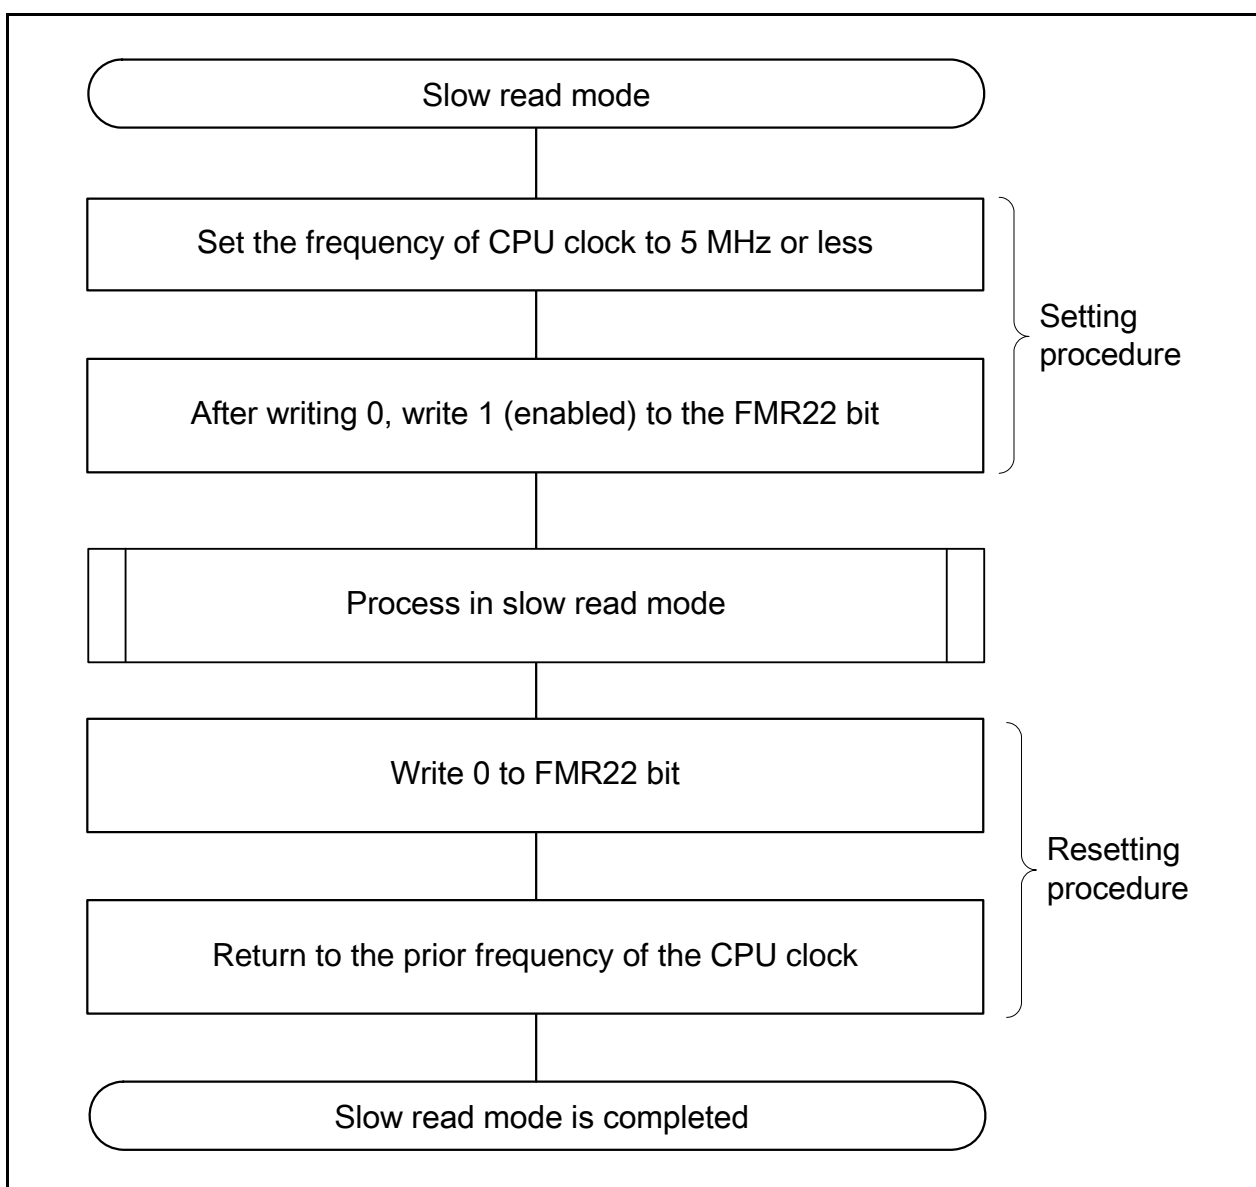 Slow read mode
Set the frequency of CPU clock to 5 MHz or less
Setting
procedure
After writing 0, write 1 (enabled) to the FMR22 bit
Process in slow read mode
Write 0 to FMR22 bit
Resetting
procedure
Return to the prior frequency of the CPU clock
Slow read mode is completed